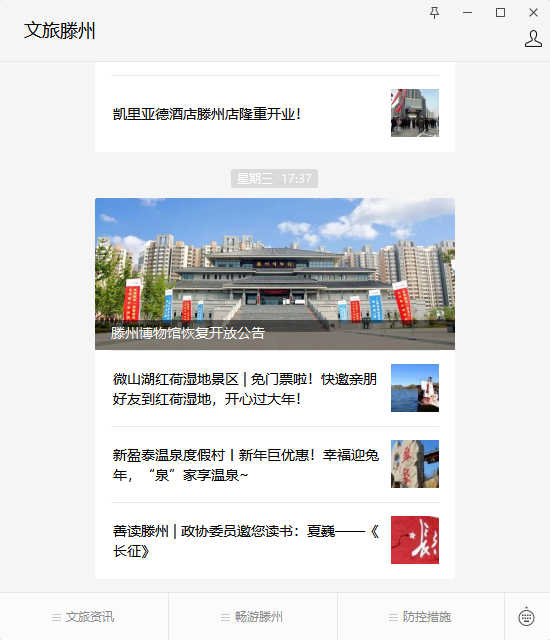 文旅滕州
凯里亚德酒店滕州店隆重开业！
星期三 17:37
滕州博物馆恢复开放公告
微山湖红荷湿地景区 | 免门票啦！快邀亲朋
好友到红荷湿地，开心过大年！
新盈泰温泉度假村丨新年巨优惠！幸福迎兔
年，“泉”家享温泉~
善读滕州 | 政协委员邀您读书：夏巍——《
长征》
文旅资讯
畅游滕州
防控措施